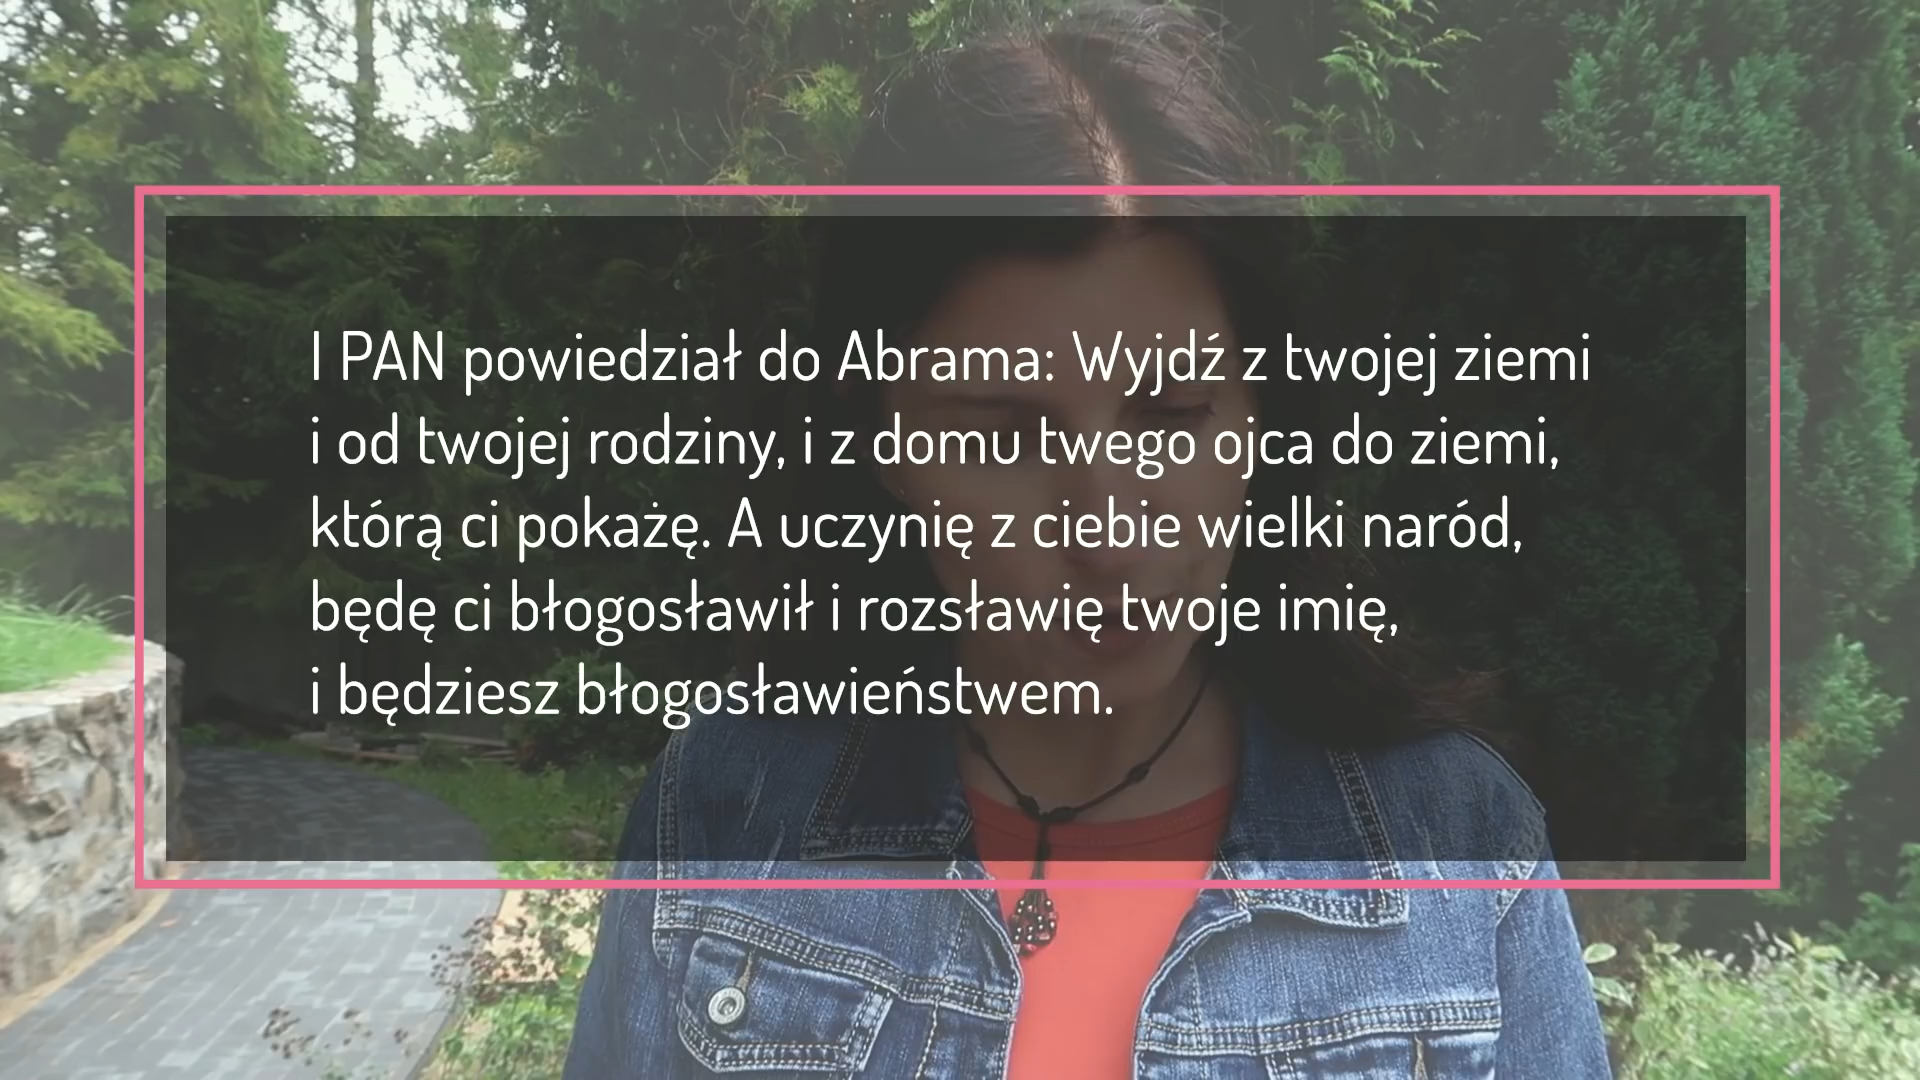 I PAN powiedział do Abrama: Wyjdź z twojej ziemi
i od twojej rodziny, i z domu twego ojca do ziemi,
którą ci pokażę. A uczynię z ciebie wielki naród,
będę ci błogosławił i rozsławię twoje imię,
i będziesz błogosławieństwem.